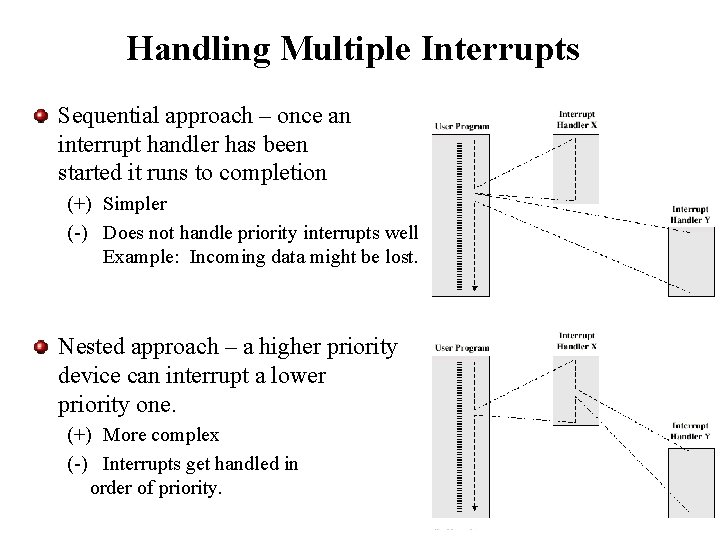 Handling Multiple Interrupts
Sequential approach – once an
interrupt handler has been
started it runs to completion
(+) Simpler
(-) Does not handle priority interrupts well
Example: Incoming data might be lost.
User Program
Interrupt
Handler X
Interrupt
Handler Y
Nested approach – a higher priority
device can interrupt a lower
priority one.
(+) More complex
(-) Interrupts get handled in
order of priority.
User Program
Interrupt
Handler X
Interrupt
Handler Y